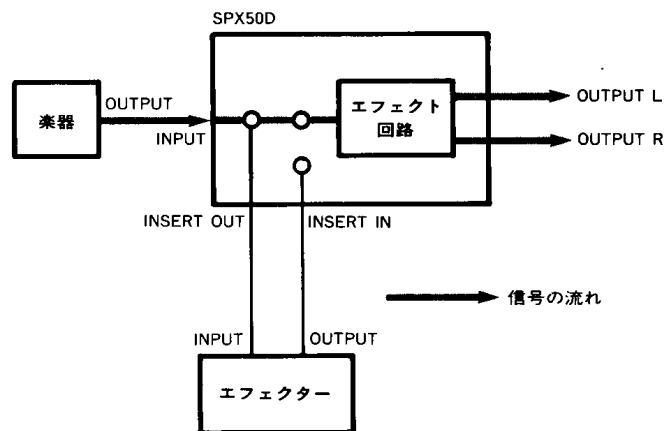 SPX50D
楽器
OUTPUT
INPUT
エフェクト
回路
OUTPUT L
OUTPUT R
INSERT OUT
INSERT IN
信号の流れ
INPUT
OUTPUT
エフェクター